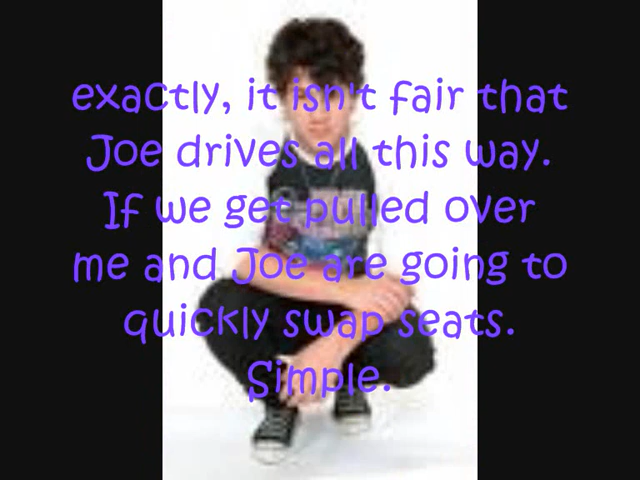 exactly, it isn't fair that
Joe drives all this way.
If we get pulled over
me and Joe are going to
quickly swap seats.
Simple.